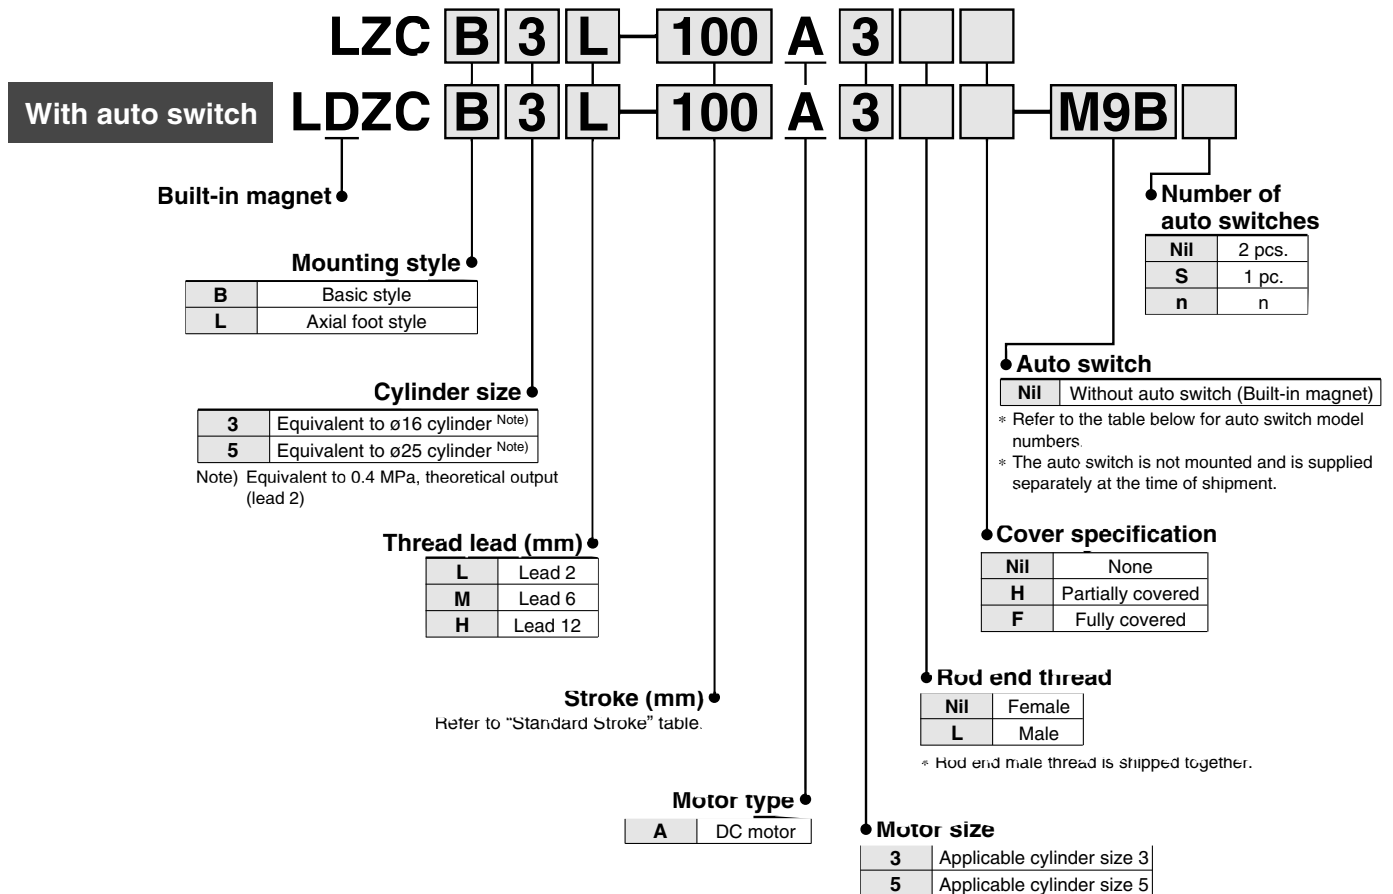 LZC B 3 L 100 A 3
With auto switch LDZC B 3 L 100 A 3 M9B
Built-in magnet
Number of
auto switches
Nil 2 pcs.
S 1 pc.
n n
Mounting style
B Basic style
L Axial foot style
Auto switch
Nil Without auto switch (Built-in magnet)
* Refer to the table below for auto switch model
numbers.
* The auto switch is not mounted and is supplied
separately at the time of shipment.
Cylinder size
3 Equivalent to ø16 cylinder Note)
5 Equivalent to ø25 cylinder Note)
Note) Equivalent to 0.4 MPa, theoretical output
(lead 2)
Cover specification
Nil None
H Partially covered
F Fully covered
Thread lead (mm)
L Lead 2
M Lead 6
H Lead 12
Rod end thread
Nil Female
L Male
* Rod end male thread is shipped together.
Stroke (mm)
Refer to “Standard Stroke” table.
Motor type
A DC motor
Motor size
3 Applicable cylinder size 3
5 Applicable cylinder size 5